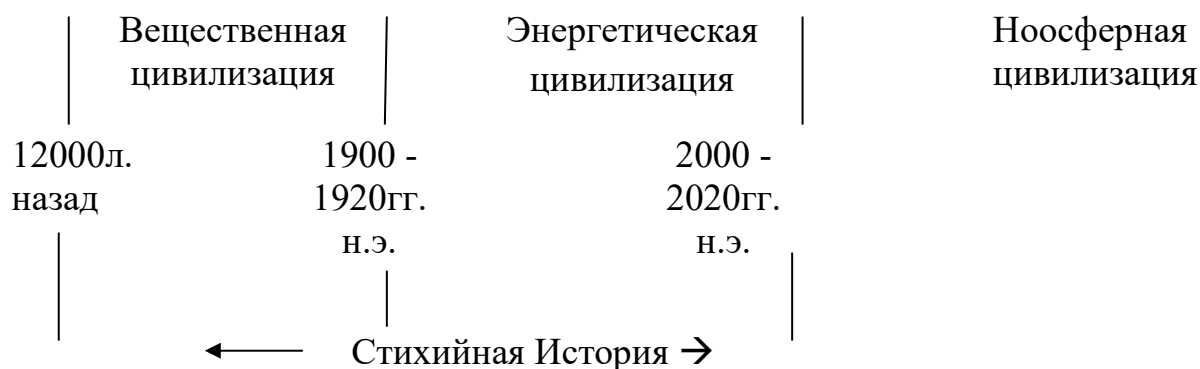 Вещественная Энергетическая Ноосферная
цивилизация цивилизация цивилизация
12000л. 1900 - 2000 -
назад 1920гг. 2020гг.
н.э. н.э.
← Стихийная История →